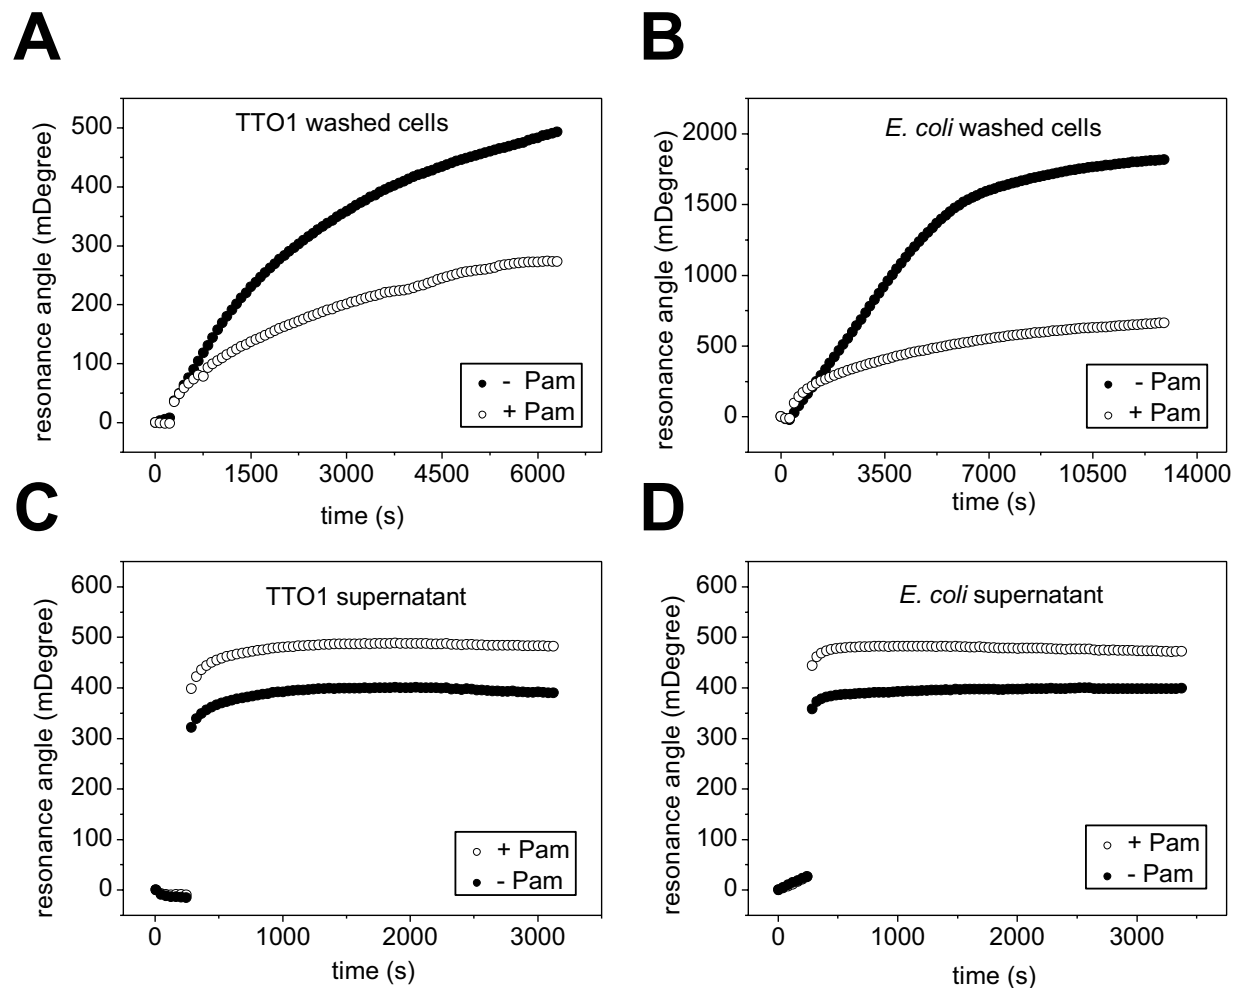 A
TTO1 washed cells
resonance angle (mDegree)
500
400
300
200
100
0
- Pam
+ Pam
0 1500 3000 4500 6000
time (s)
B
E. coli washed cells
resonance angle (mDegree)
2000
1500
1000
500
0
- Pam
+ Pam
0 3500 7000 10500 14000
time (s)
C
TTO1 supernatant
resonance angle (mDegree)
600
500
400
300
200
100
0
+ Pam
- Pam
0 1000 2000 3000
time (s)
D
E. coli supernatant
resonance angle (mDegree)
600
500
400
300
200
100
0
+ Pam
- Pam
0 1000 2000 3000
time (s)